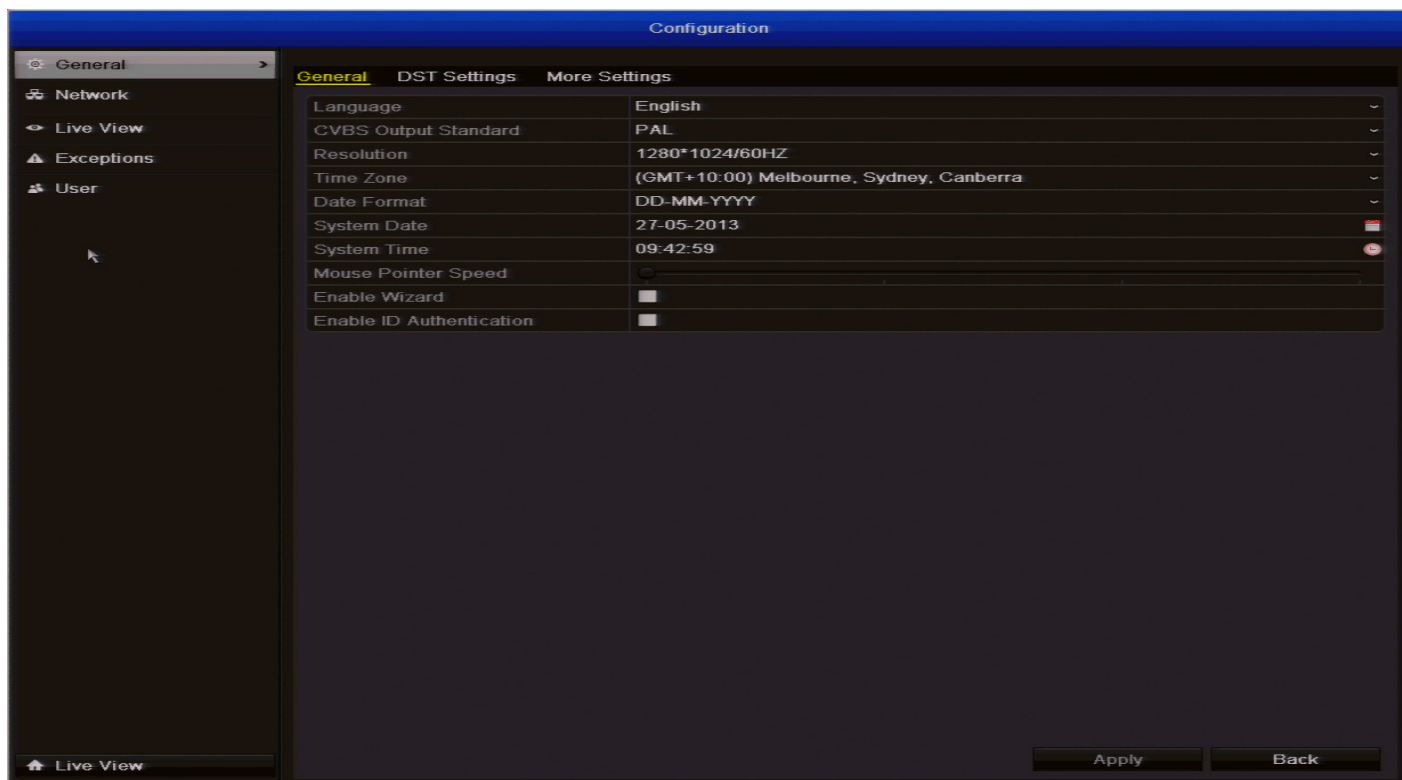 Configuration
General
Network
Live View
Exceptions
User
General DST Settings More Settings
Language English
CVBS Output Standard PAL
Resolution 1280*1024/60HZ
Time Zone (GMT+10:00) Melbourne, Sydney, Canberra
Date Format DD-MM-YYYY
System Date 27-05-2013
System Time 09:42:59
Mouse Pointer Speed
Enable Wizard
Enable ID Authentication
Live View
Apply Back